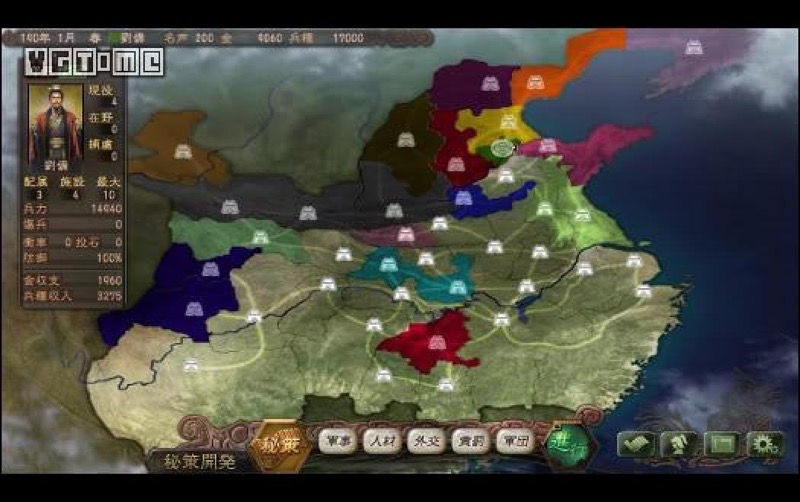 190年 1月 春 劉備 名声 200 金 9060 兵糧 17000
VGTIME
現役
4
在野
0
捕虜
0
劉備
配属 施設 最大
3 4 10
兵力 14940
傷兵 0
衝車 0 投石 0
防御 100%
金収支 1960
兵糧収入 3275
秘策 軍事 人材 外交 賞罰 軍団 進行
秘策開発